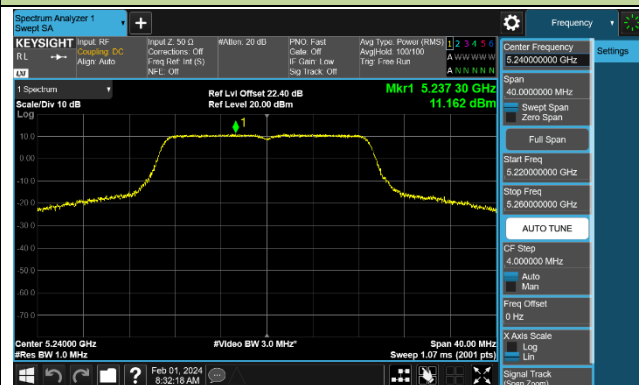 Spectrum Analyzer 1
Swept SA
Frequency
KEYSIGHT
RL
LXI
Input: RF
Coupling: DC
Align: Auto
Input Z: 50 Ω
Corrections: Off
Freq Ref: Int (S)
NFE: Off
#Atten: 20 dB
PNO: Fast
Gate: Off
IF Gain: Low
Sig Track: Off
Avg Type: Power (RMS)
Avg|Hold: 100/100
Trig: Free Run
1 2 3 4 5 6
A W W W W W
A N N N N N
Settings
Center Frequency
5.240000000 GHz
Span
40.0000000 MHz
Swept Span
Zero Span
Full Span
Start Freq
5.220000000 GHz
Stop Freq
5.260000000 GHz
AUTO TUNE
CF Step
4.000000 MHz
Auto
Man
Freq Offset
0 Hz
X Axis Scale
Log
Lin
Signal Track
(Span Zoom)
1 Spectrum
Scale/Div 10 dB
Log
Ref Lvl Offset 22.40 dB
Ref Level 20.00 dBm
Mkr1 5.237 30 GHz
11.162 dBm
1
10.0
0.00
-10.0
-20.0
-30.0
-40.0
-50.0
-60.0
-70.0
Center 5.24000 GHz
#Res BW 1.0 MHz
#Video BW 3.0 MHz*
Span 40.00 MHz
Sweep 1.07 ms (2001 pts)
?
Feb 01, 2024
8:32:18 AM